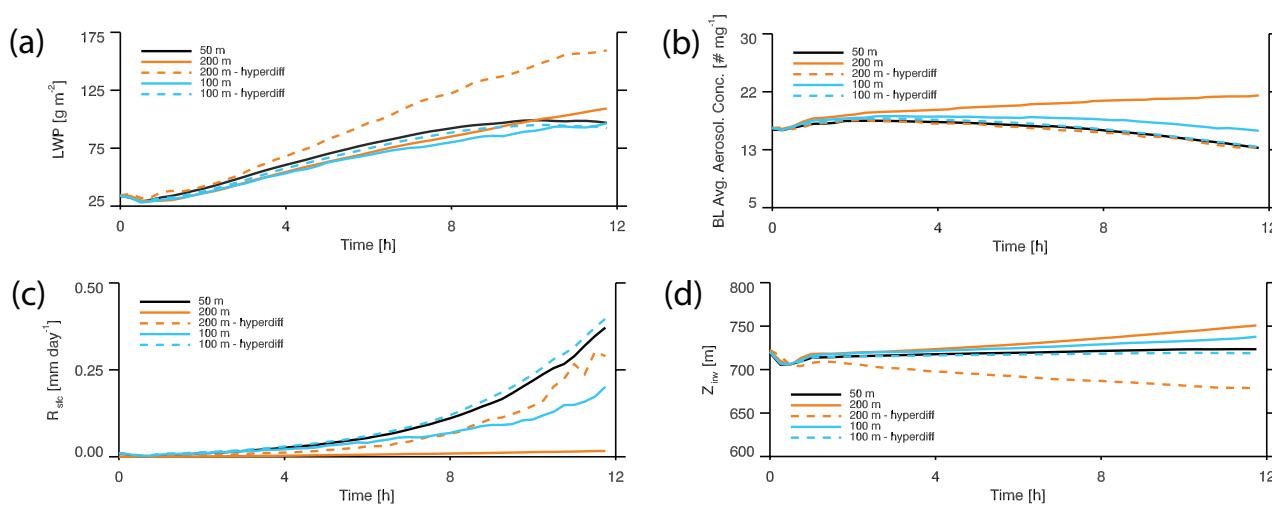 (a)
LWP [g m⁻²]
175
125
75
25
50 m
200 m
200 m - hyperdiff
100 m
100 m - hyperdiff
0
4
8
12
Time [h]
(b)
BL Avg. Aerosol. Conc. [# mg⁻¹]
30
22
13
5
50 m
200 m
200 m - hyperdiff
100 m
100 m - hyperdiff
0
4
8
12
Time [h]
(c)
R sfc [mm day⁻¹]
0.50
0.25
0.00
50 m
200 m
200 m - hyperdiff
100 m
100 m - hyperdiff
0
4
8
12
Time [h]
(d)
Z inv [m]
800
750
700
650
600
50 m
200 m
200 m - hyperdiff
100 m
100 m - hyperdiff
0
4
8
12
Time [h]